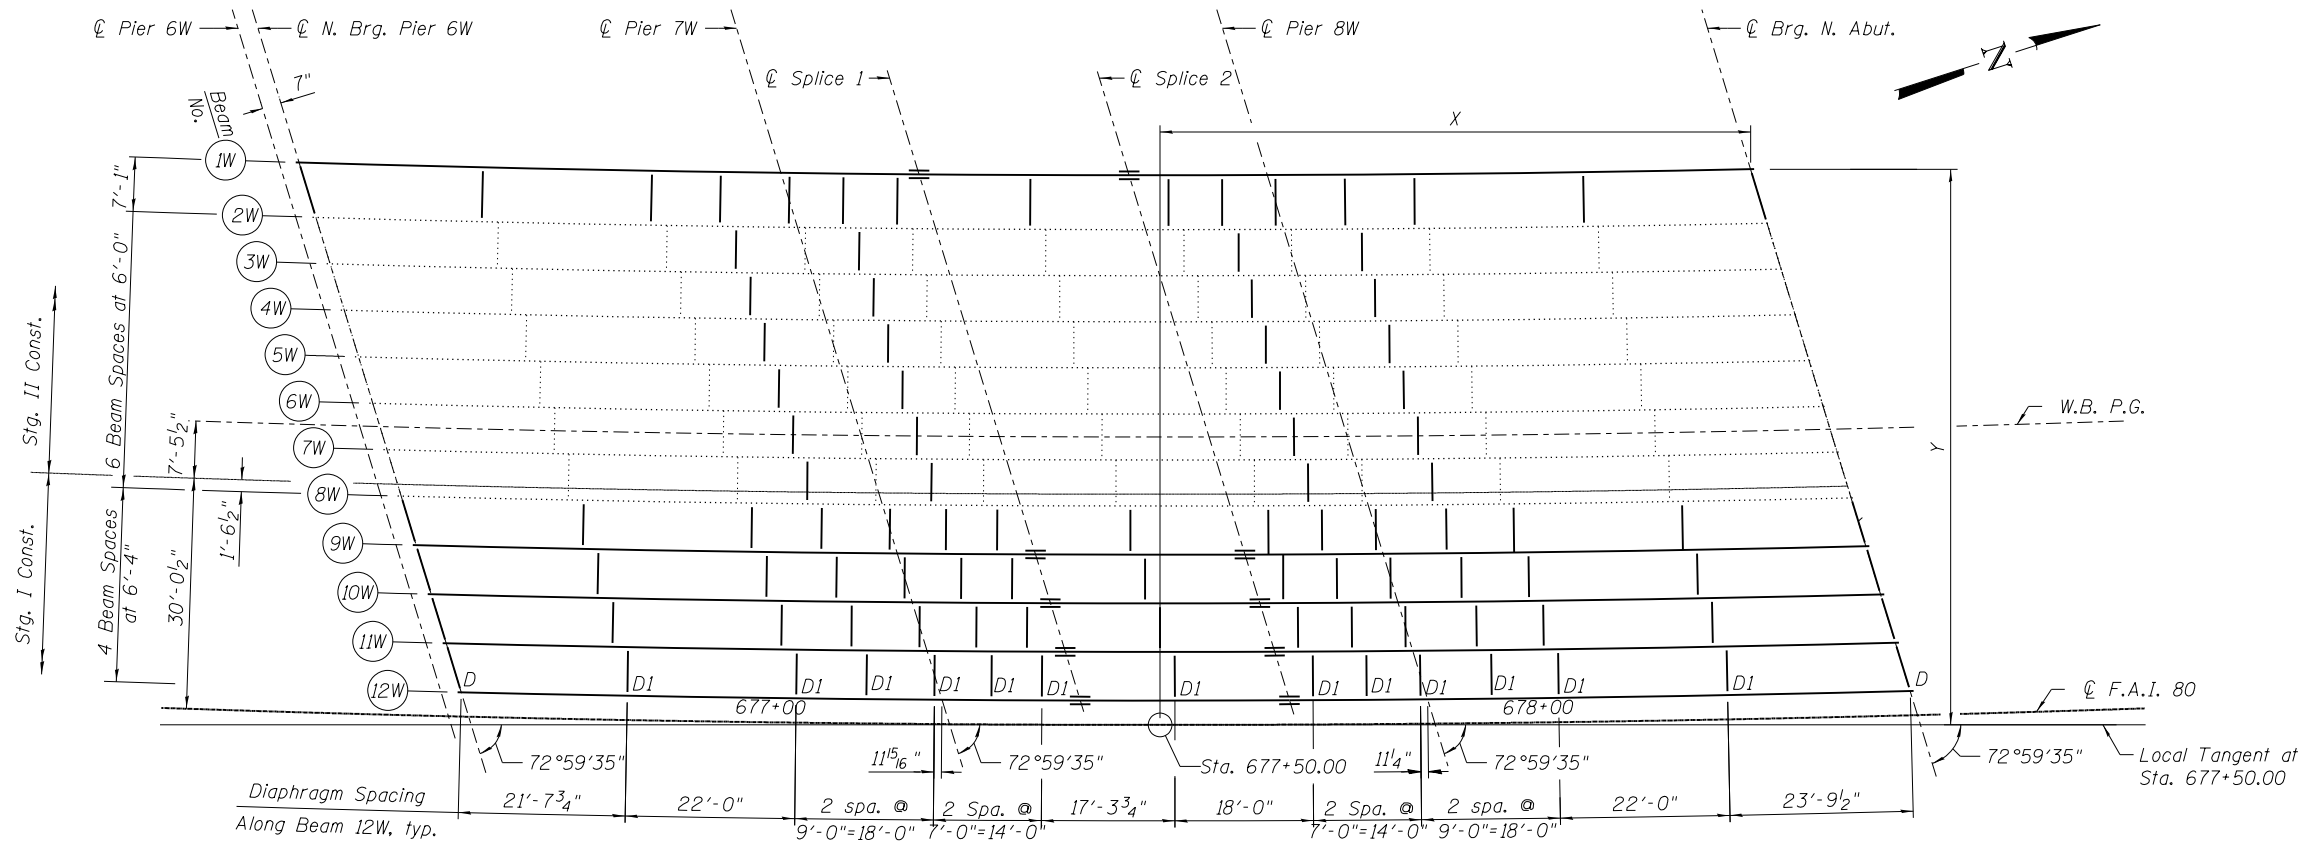 ℄ Pier 6W
℄ N. Brg. Pier 6W
℄ Pier 7W
℄ Pier 8W
℄ Brg. N. Abut.
℄ Splice 1
℄ Splice 2
N
7"
Beam
No.
X
Y
1W
2W
3W
4W
5W
6W
7W
8W
9W
10W
11W
12W
7'-1"
6 Beam Spaces at 6'-0"
4 Beam Spaces
at 6'-4"
Stg. II Const.
Stg. I Const.
7'-5½"
1'-6½"
30'-0½"
W.B. P.G.
D
D1
D1
D1
D1
D1
D1
D1
D1
D1
D1
D1
D1
D
677+00
678+00
℄ F.A.I. 80
72°59'35"
11 15/16"
72°59'35"
Sta. 677+50.00
11¼"
72°59'35"
72°59'35"
Local Tangent at
Sta. 677+50.00
Diaphragm Spacing
Along Beam 12W, typ.
21'-7¾"
22'-0"
2 spa. @
9'-0"=18'-0"
2 Spa. @
7'-0"=14'-0"
17'-3¾"
18'-0"
2 Spa. @
7'-0"=14'-0"
2 spa. @
9'-0"=18'-0"
22'-0"
23'-9½"